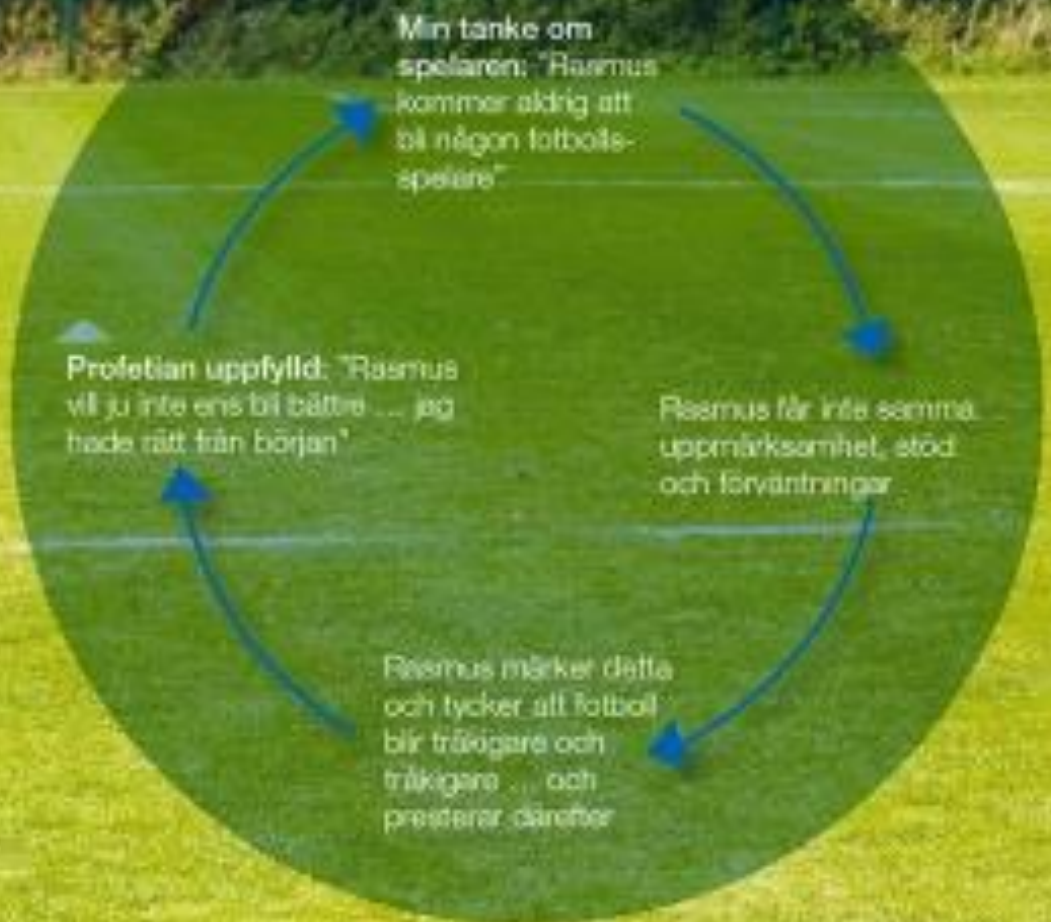 Min tanke om
spelaren: "Rasmus
kommer aldrig att
bli någon fotbolls-
spelare"
Rasmus får inte samma
uppmärksamhet, stöd
och förväntningar
Rasmus märker detta
och tycker att fotboll
blir tråkigare och
tråkigare ... och
presterar därefter
Profetian uppfylld: "Rasmus
vill ju inte ens bli bättre ... jag
hade rätt från början"